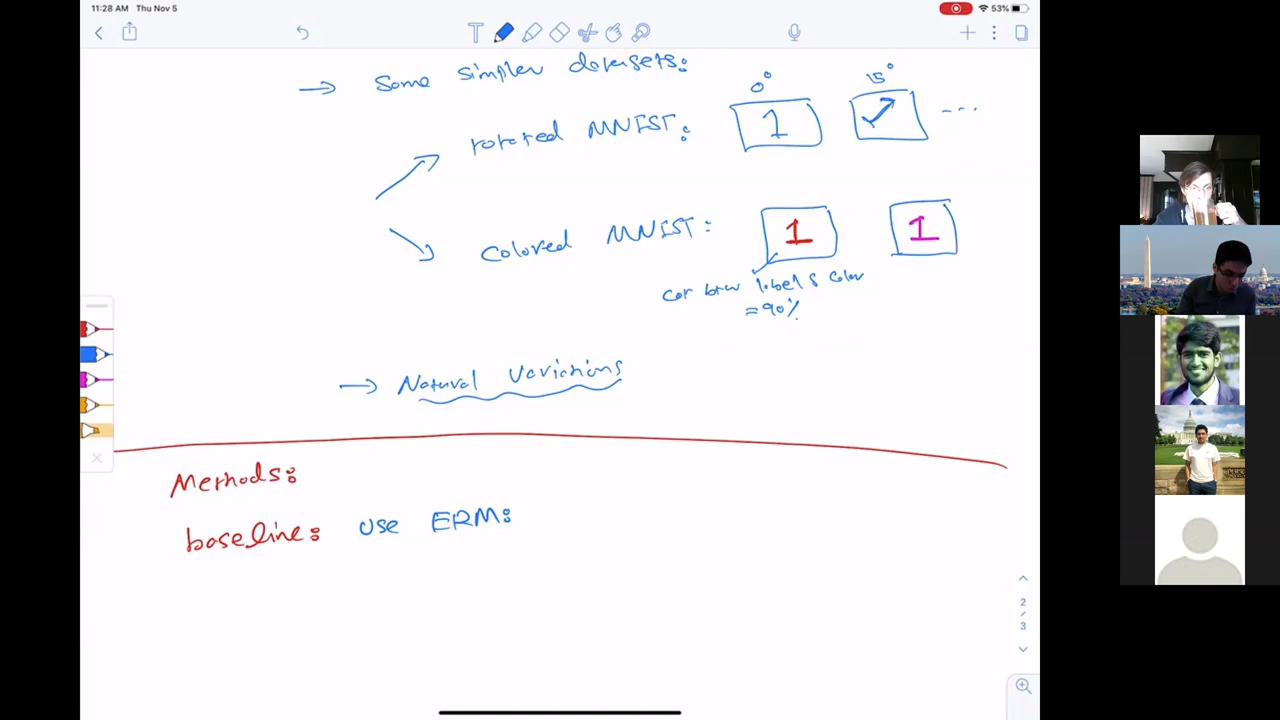 11:28 AM Thu Nov 5
53%
→ Some simpler datasets:
0° 15°
rotated MNIST: 1 ...
colored MNIST: 1 1
cor btw label & color
=90%
→ Natural Variations
Methods:
baseline: use ERM:
2
/
3